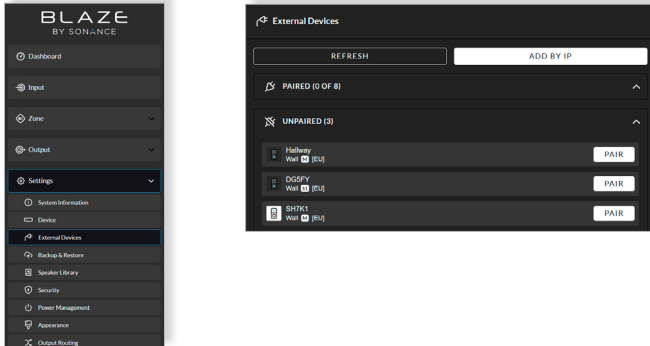 BLAZE
BY SONANCE
Dashboard
Input
Zone
Output
Settings
System Information
Device
External Devices
Backup & Restore
Speaker Library
Security
Power Management
Appearance
Output Routing
External Devices
REFRESH
ADD BY IP
PAIRED (0 OF 8)
UNPAIRED (3)
Hallway
Wall M [EU]
PAIR
DG5FY
Wall S1 [EU]
PAIR
SH7K1
Wall M [EU]
PAIR